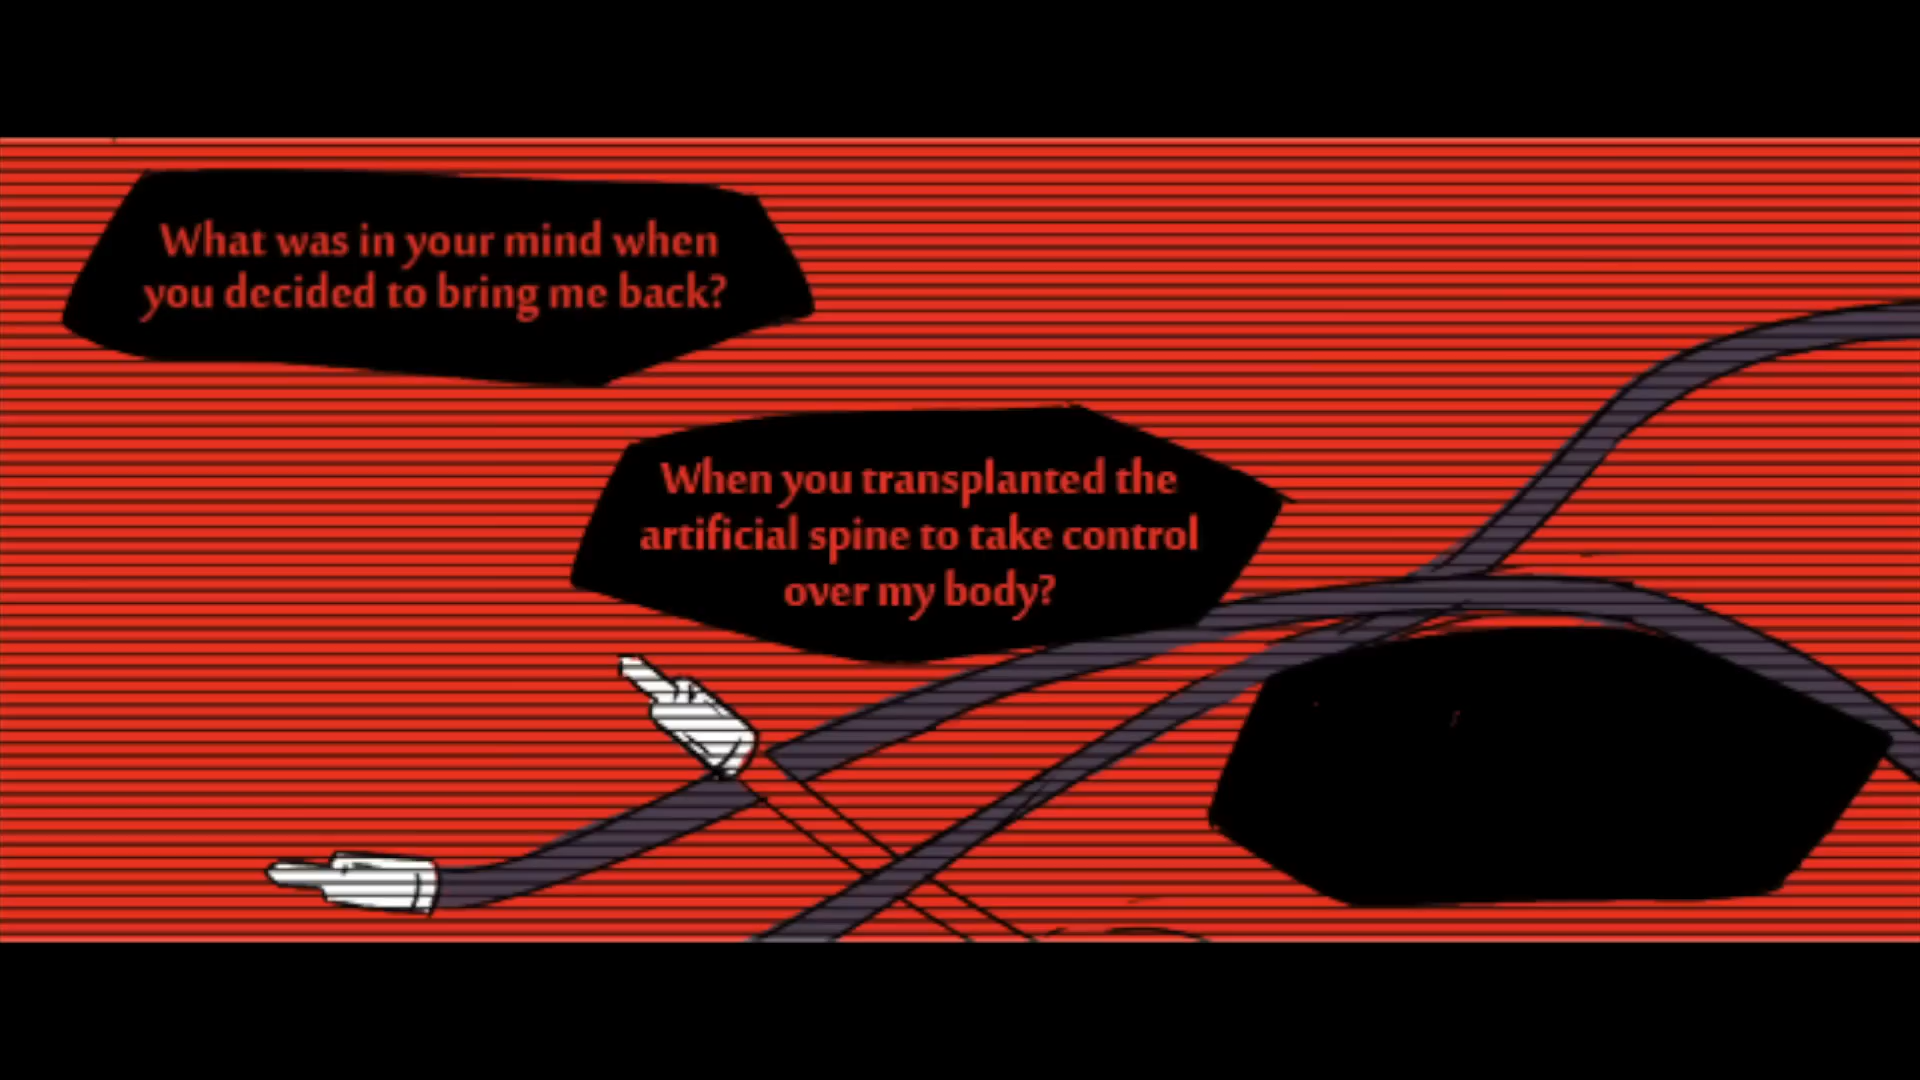 What was in your mind when
you decided to bring me back?
When you transplanted the
artificial spine to take control
over my body?